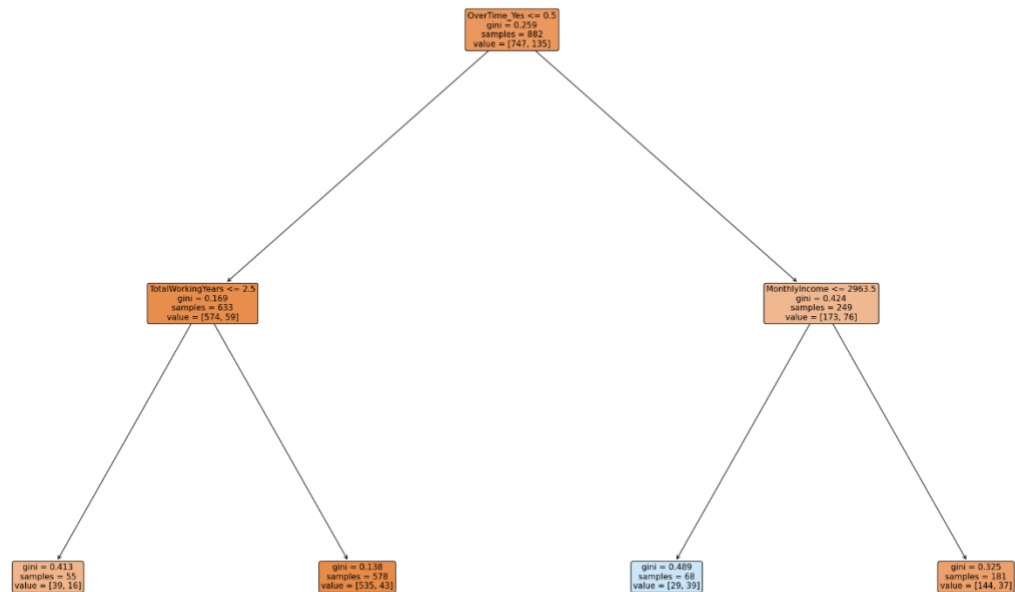 OverTime_Yes <= 0.5
gini = 0.259
samples = 882
value = [747, 135]
TotalWorkingYears <= 2.5
gini = 0.169
samples = 633
value = [574, 59]
MonthlyIncome <= 2963.5
gini = 0.424
samples = 249
value = [173, 76]
gini = 0.413
samples = 55
value = [39, 16]
gini = 0.138
samples = 578
value = [535, 43]
gini = 0.489
samples = 68
value = [29, 39]
gini = 0.325
samples = 181
value = [144, 37]